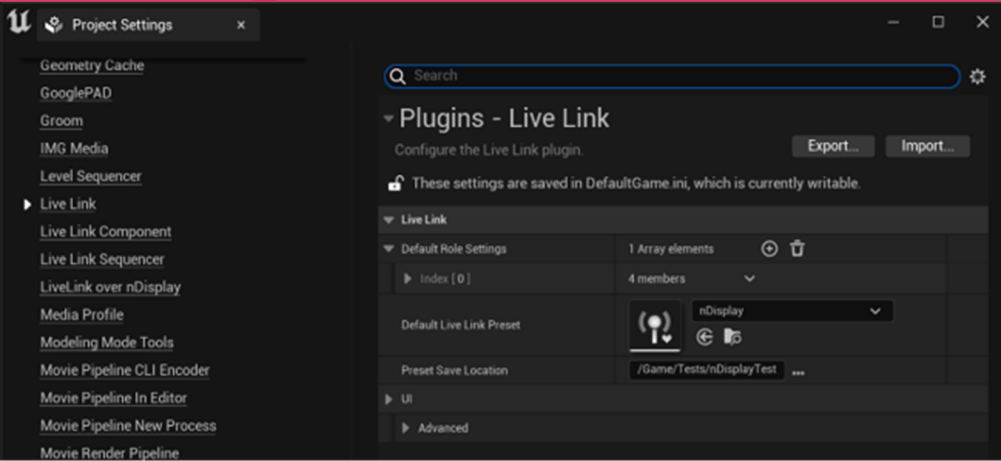 Project Settings
Geometry Cache
GooglePAD
Groom
IMG Media
Level Sequencer
Live Link
Live Link Component
Live Link Sequencer
LiveLink over nDisplay
Media Profile
Modeling Mode Tools
Movie Pipeline CLI Encoder
Movie Pipeline In Editor
Movie Pipeline New Process
Movie Render Pipeline
Search
Plugins - Live Link
Configure the Live Link plugin.
Export...
Import...
These settings are saved in DefaultGame.ini, which is currently writable.
Live Link
Default Role Settings
1 Array elements
Index [ 0 ]
4 members
Default Live Link Preset
nDisplay
Preset Save Location
/Game/Tests/nDisplayTest
...
UI
Advanced